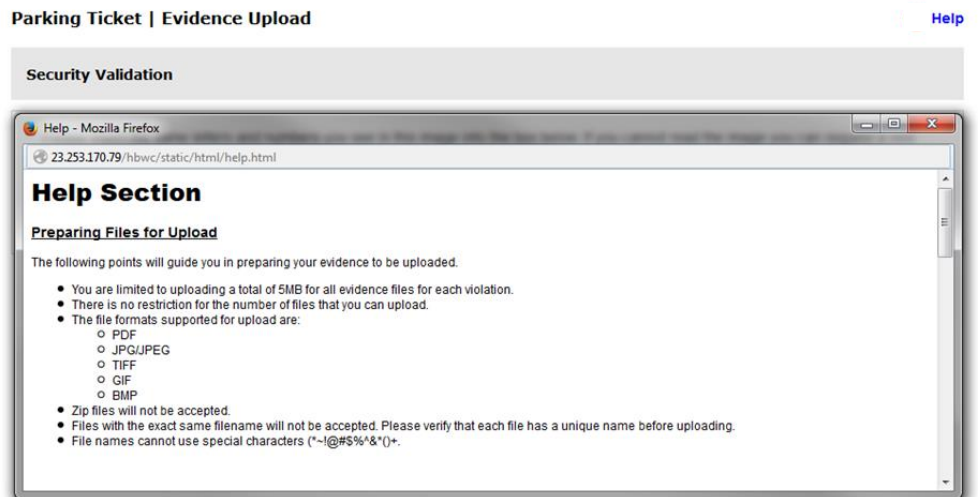 Parking Ticket | Evidence Upload
Help
Security Validation
Help - Mozilla Firefox
23.253.170.79/hbwc/static/html/help.html
Help Section
Preparing Files for Upload
The following points will guide you in preparing your evidence to be uploaded.
You are limited to uploading a total of 5MB for all evidence files for each violation.
There is no restriction for the number of files that you can upload.
The file formats supported for upload are:
PDF
JPG/JPEG
TIFF
GIF
BMP
Zip files will not be accepted.
Files with the exact same filename will not be accepted. Please verify that each file has a unique name before uploading.
File names cannot use special characters (*~!@#$%^&*()+.